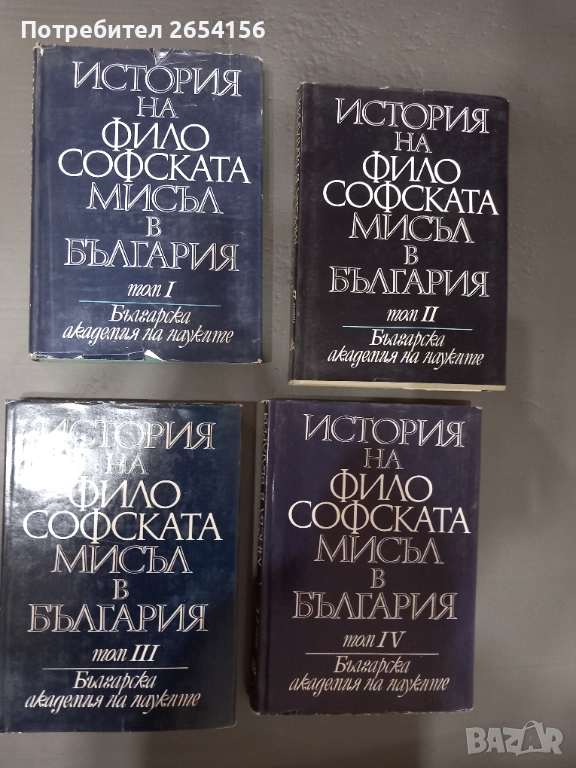 Потребител 2654156
ИСТОРИЯ
НА
ФИЛО
СОФСКАТА
МИСЪЛ
В
БЪЛГАРИЯ
том I
Българска
академия на науките
ИСТОРИЯ
НА
ФИЛО
СОФСКАТА
МИСЪЛ
В
БЪЛГАРИЯ
том II
Българска
академия на науките
ИСТОРИЯ
НА
ФИЛО
СОФСКАТА
МИСЪЛ
В
БЪЛГАРИЯ
том III
Българска
академия на науките
ИСТОРИЯ
НА
ФИЛО
СОФСКАТА
МИСЪЛ
В
БЪЛГАРИЯ
том IV
Българска
академия на науките
BAZAR